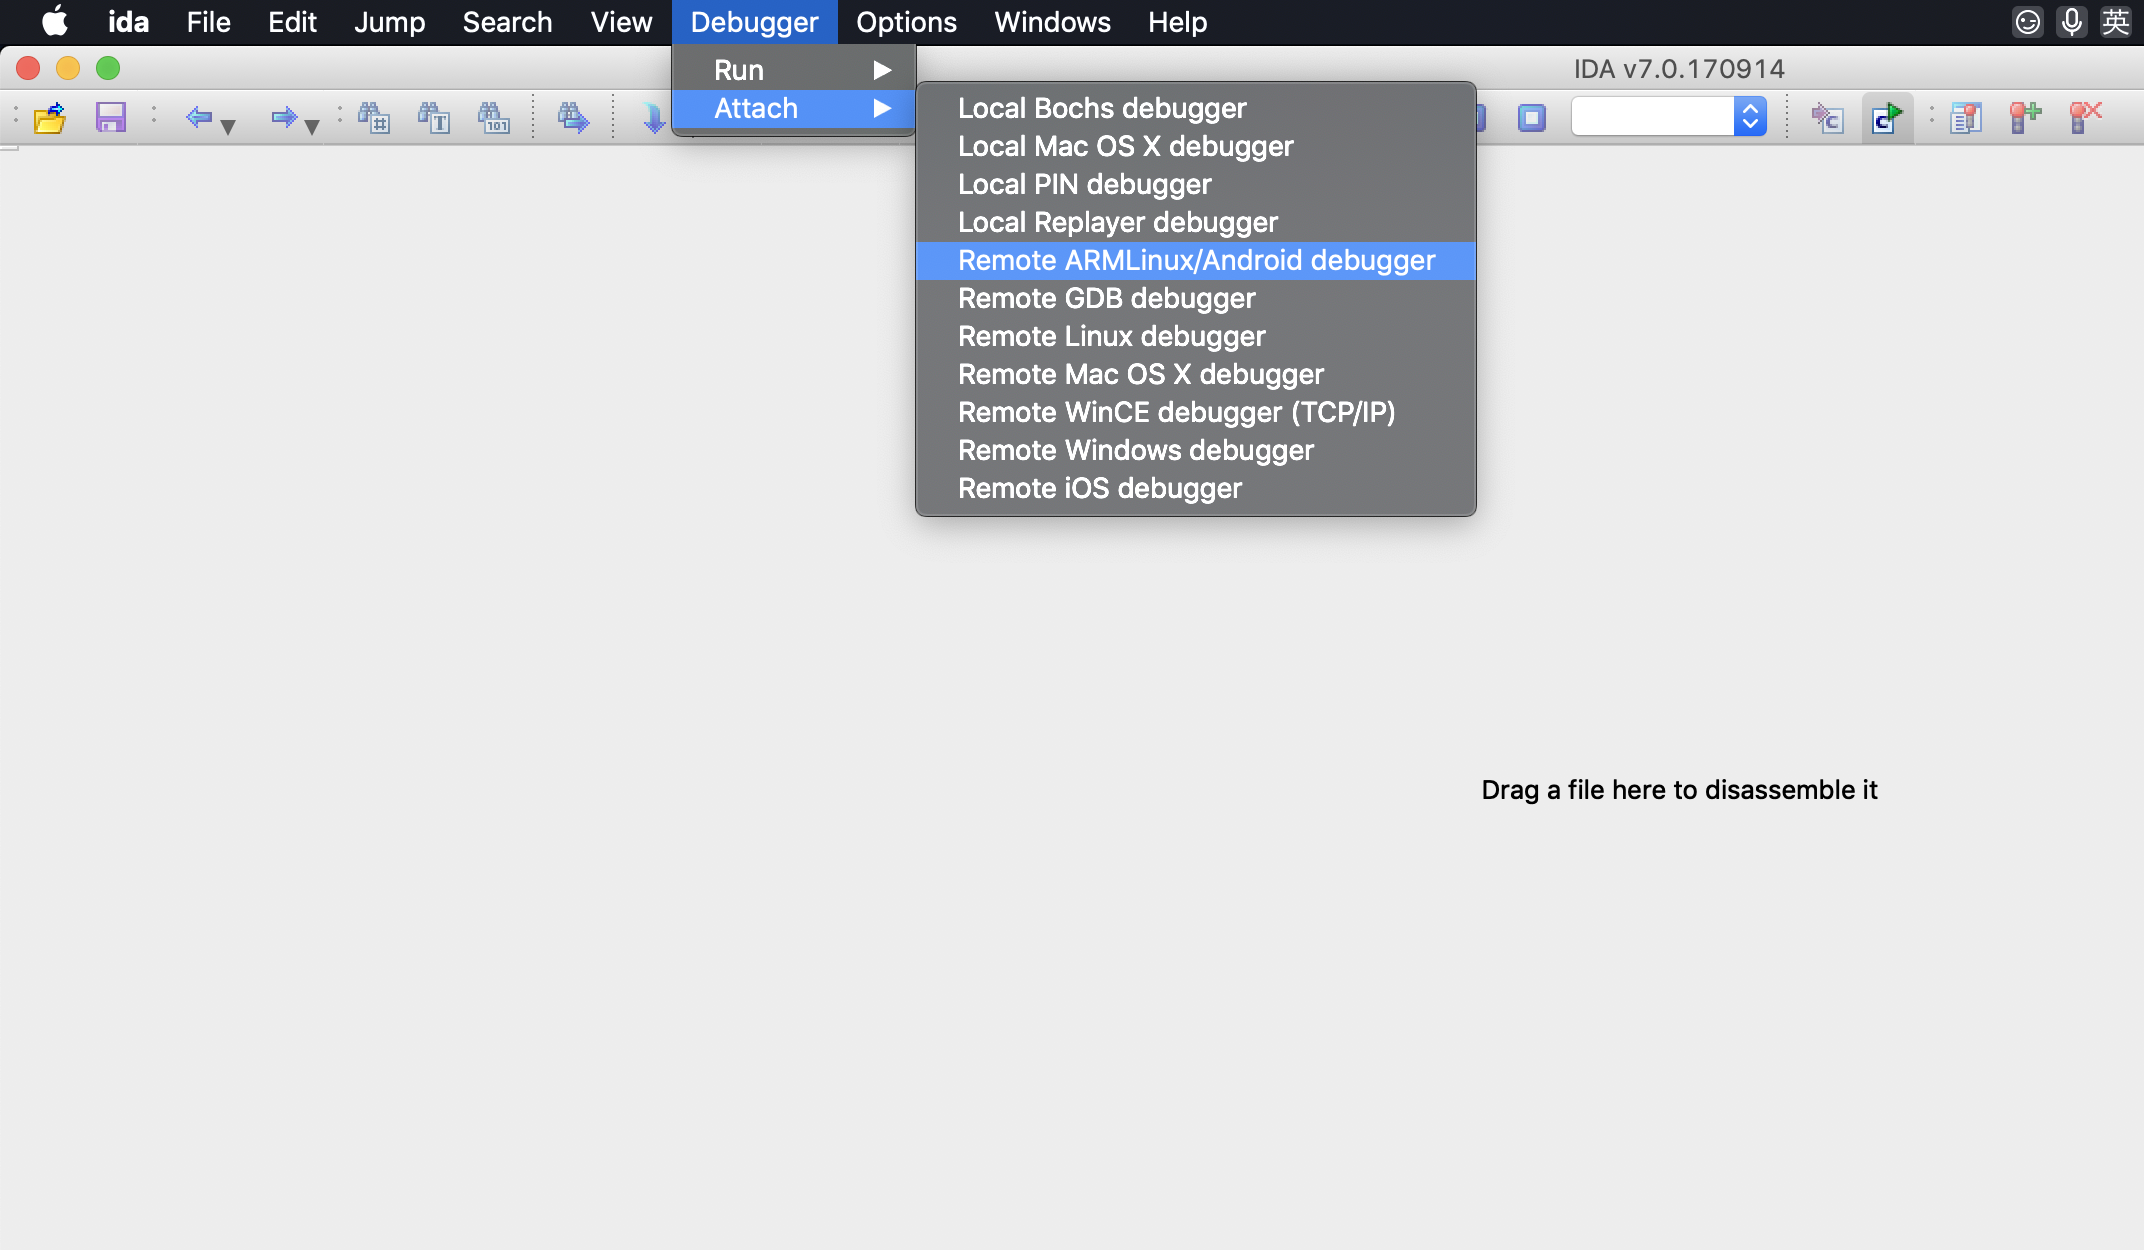 ida File Edit Jump Search View Debugger Options Windows Help 英
IDA v7.0.170914
Run
Attach
Local Bochs debugger
Local Mac OS X debugger
Local PIN debugger
Local Replayer debugger
Remote ARMLinux/Android debugger
Remote GDB debugger
Remote Linux debugger
Remote Mac OS X debugger
Remote WinCE debugger (TCP/IP)
Remote Windows debugger
Remote iOS debugger
Drag a file here to disassemble it